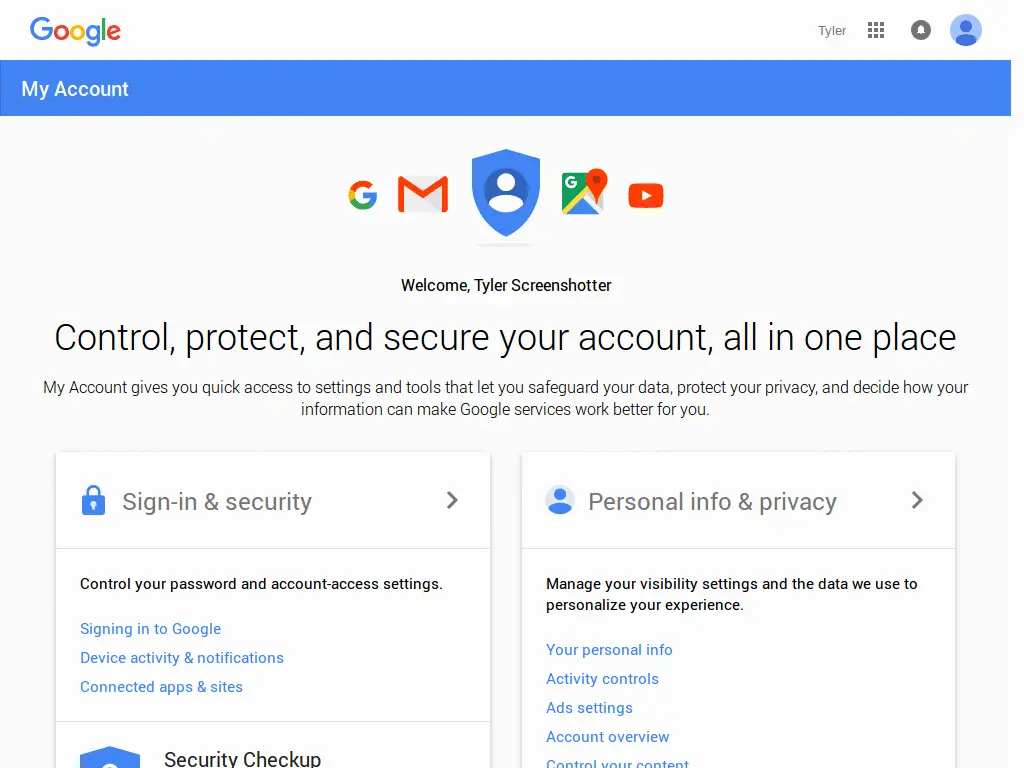 Google
Tyler
My Account
G
Welcome, Tyler Screenshotter
Control, protect, and secure your account, all in one place
My Account gives you quick access to settings and tools that let you safeguard your data, protect your privacy, and decide how your
information can make Google services work better for you.
Sign-in & security
Control your password and account-access settings.
Signing in to Google
Device activity & notifications
Connected apps & sites
Security Checkup
Personal info & privacy
Manage your visibility settings and the data we use to
personalize your experience.
Your personal info
Activity controls
Ads settings
Account overview
Control your content